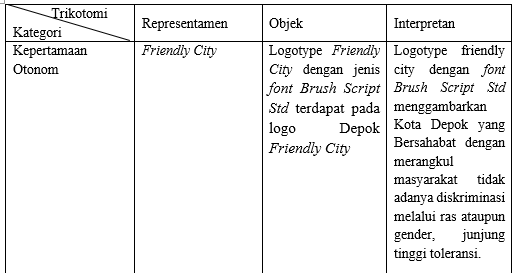 Trikotomi
Kategori
Representamen
Objek
Interpretan
Kepertamaan
Otonom
Friendly City
Logotype Friendly
City dengan jenis
font Brush Script
Std terdapat pada
logo Depok
Friendly City
Logotype friendly
city dengan font
Brush Script Std
menggambarkan
Kota Depok yang
Bersahabat dengan
merangkul
masyarakat tidak
adanya diskriminasi
melalui ras ataupun
gender, junjung
tinggi toleransi.